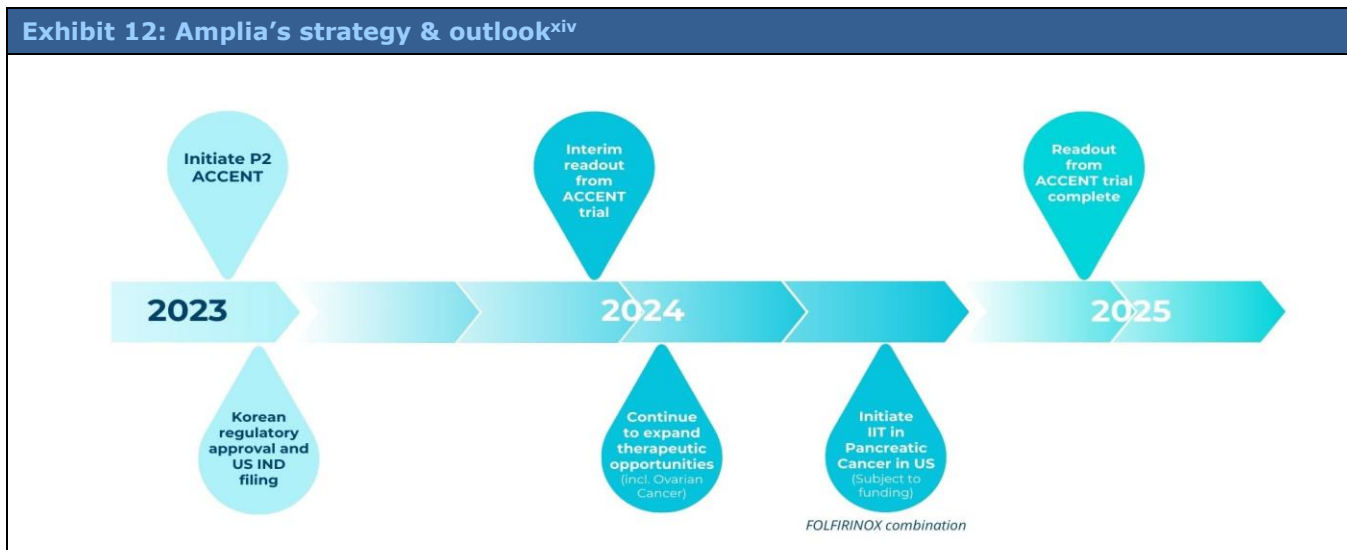 Exhibit 12: Amplia's strategy & outlookxiv
Initiate P2
ACCENT
Interim
readout
from
ACCENT
trial
Readout
from
ACCENT trial
complete
2023
2024
2025
Korean
regulatory
approval and
US IND
filing
Continue
to expand
therapeutic
opportunities
(incl. Ovarian
Cancer)
Initiate
IIT in
Pancreatic
Cancer in US
(Subject to
funding)
FOLFIRINOX combination